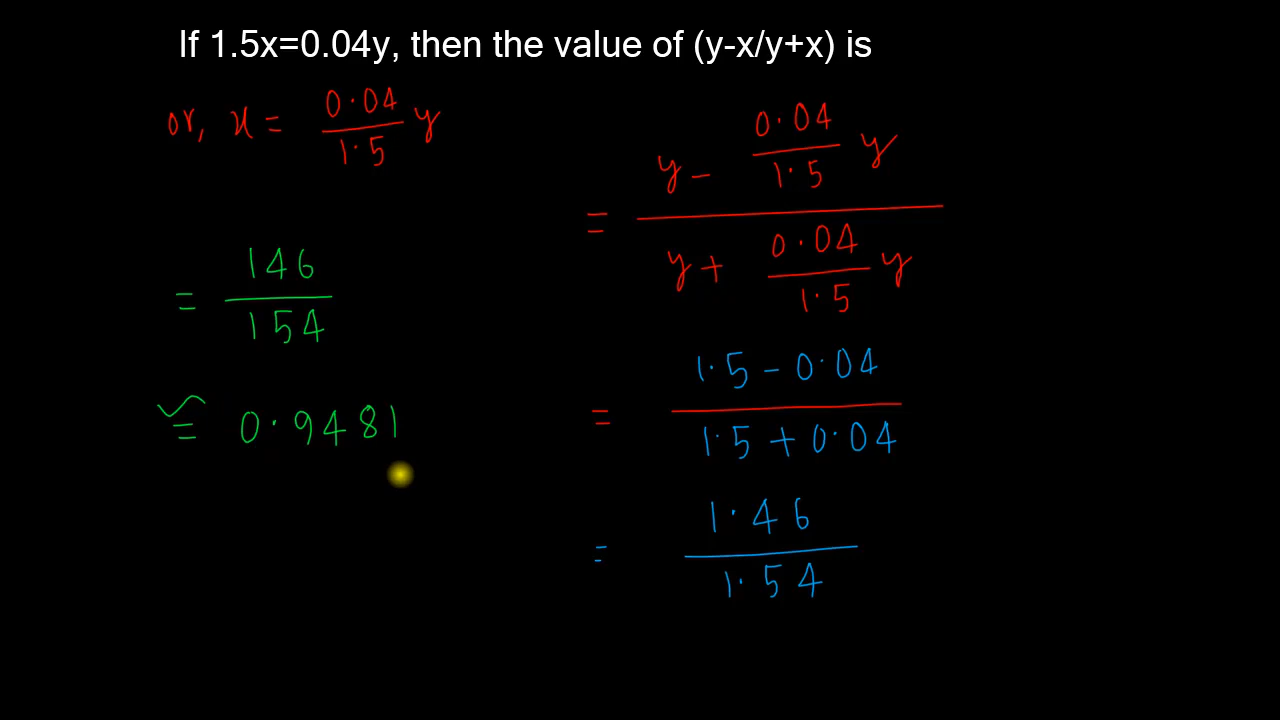 If 1.5x=0.04y, then the value of (y-x/y+x) is
or, x = 0.04/1.5 y
= (y - 0.04/1.5 y)/(y + 0.04/1.5 y)
= (1.5 - 0.04)/(1.5 + 0.04)
= 1.46/1.54
= 146/154
≅ 0.9481